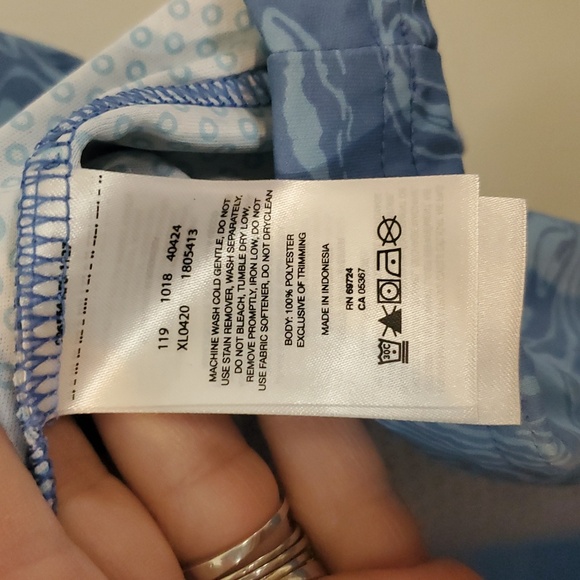 119 1018 40424
XL0420 1805413
MACHINE WASH COLD GENTLE, DO NOT
USE STAIN REMOVER, WASH SEPARATELY,
DO NOT BLEACH, TUMBLE DRY LOW,
REMOVE PROMPTLY, IRON LOW, DO NOT
USE FABRIC SOFTENER, DO NOT DRYCLEAN
BODY: 100% POLYESTER
EXCLUSIVE OF TRIMMING
MADE IN INDONESIA
RN 69724
CA 05367
30C